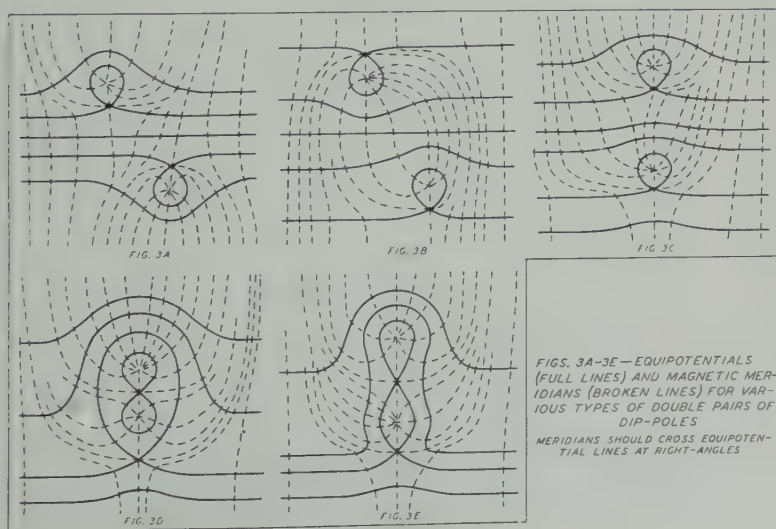 FIG. 3A
FIG. 3B
FIG. 3C
FIG. 3D
FIG. 3E
FIGS. 3A-3E—EQUIPOTENTIALS
(FULL LINES) AND MAGNETIC MER-
IDIANS (BROKEN LINES) FOR VAR-
IOUS TYPES OF DOUBLE PAIRS OF
DIP-POLES
MERIDIANS SHOULD CROSS EQUIPOTEN-
TIAL LINES AT RIGHT-ANGLES